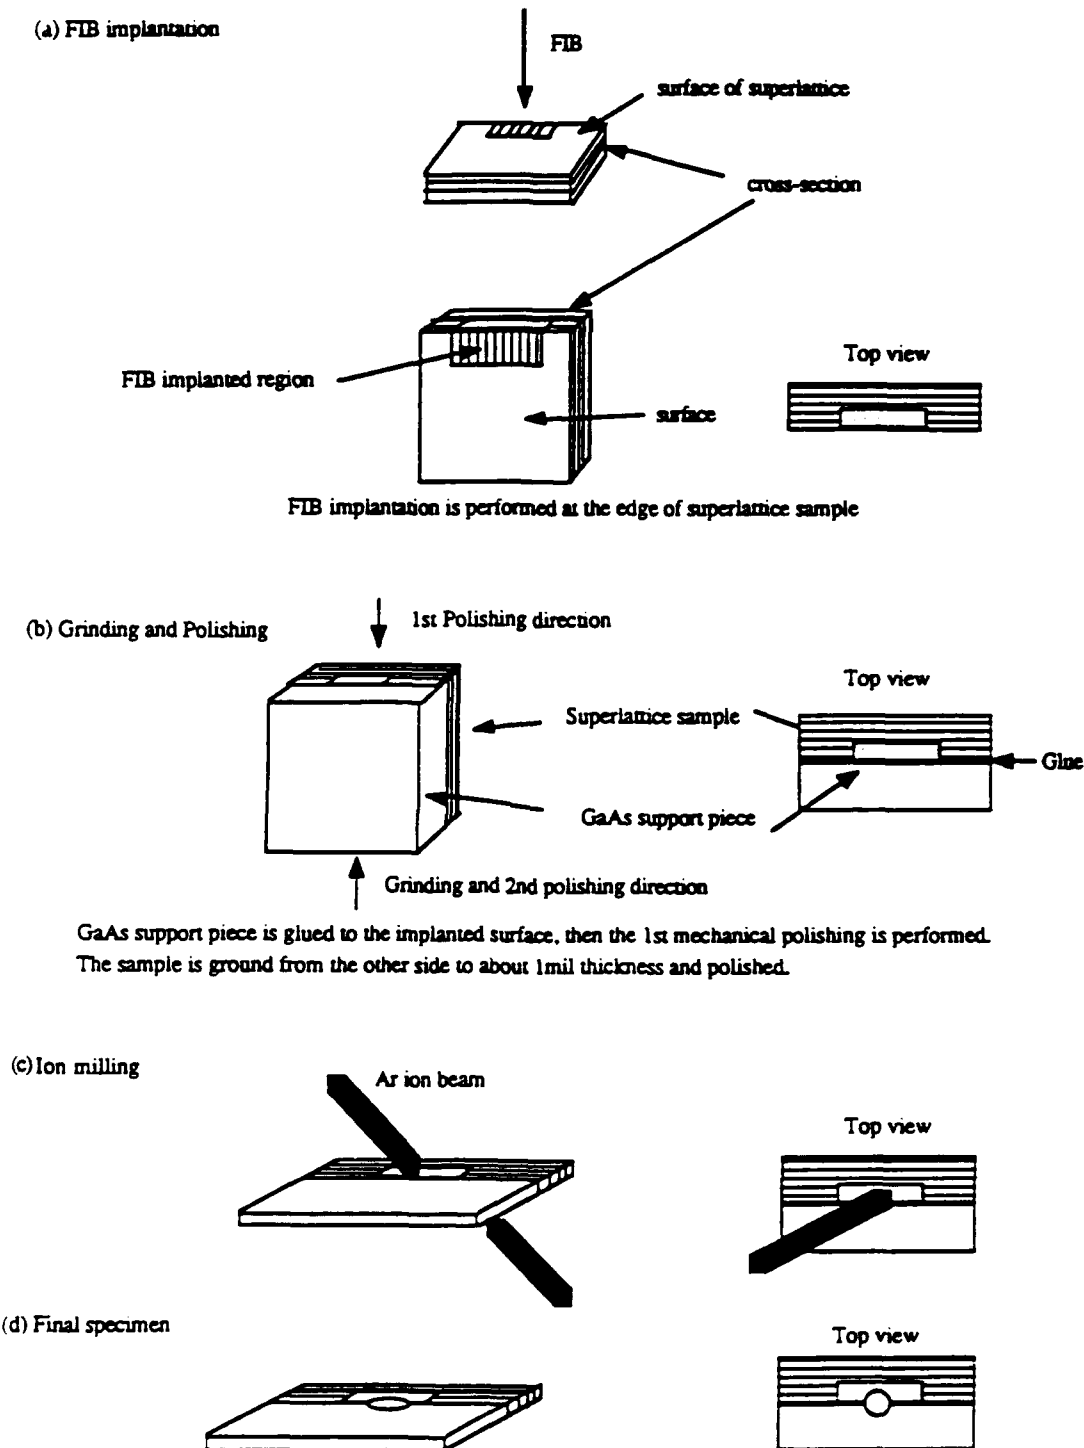 (a) FIB implantation
FIB
surface of superlattice
cross-section
FIB implanted region
surface
Top view
FIB implantation is performed at the edge of superlattice sample
(b) Grinding and Polishing
1st Polishing direction
Top view
Superlattice sample
Glue
GaAs support piece
Grinding and 2nd polishing direction
GaAs support piece is glued to the implanted surface, then the 1st mechanical polishing is performed.
The sample is ground from the other side to about 1mil thickness and polished.
(c) Ion milling
Ar ion beam
Top view
(d) Final specimen
Top view